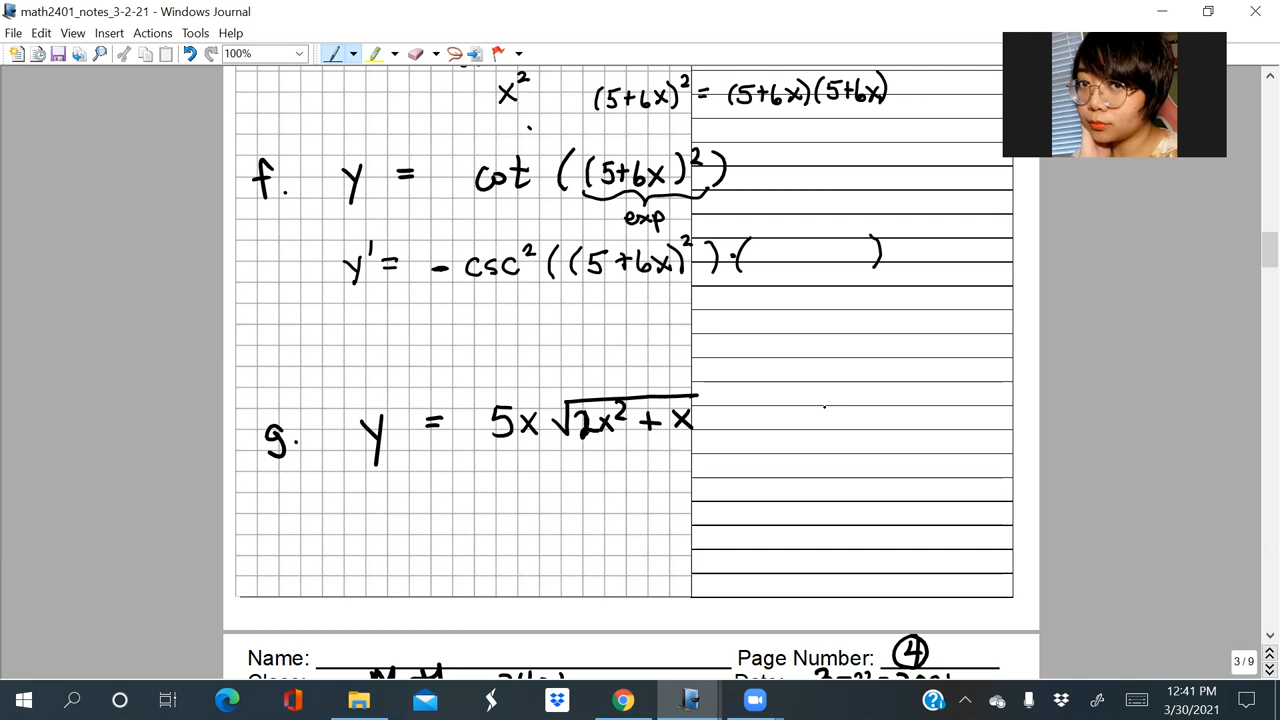 math2401_notes_3-2-21 - Windows Journal
File Edit View Insert Actions Tools Help
100%
x² (5+6x)² = (5+6x)(5+6x)
f. y = cot ((5+6x)²)
exp
y' = - csc² ((5+6x)²) · ( )
g. y = 5x √(2x² + x)
3 / 9
Name: Page Number: 4
12:41 PM
3/30/2021